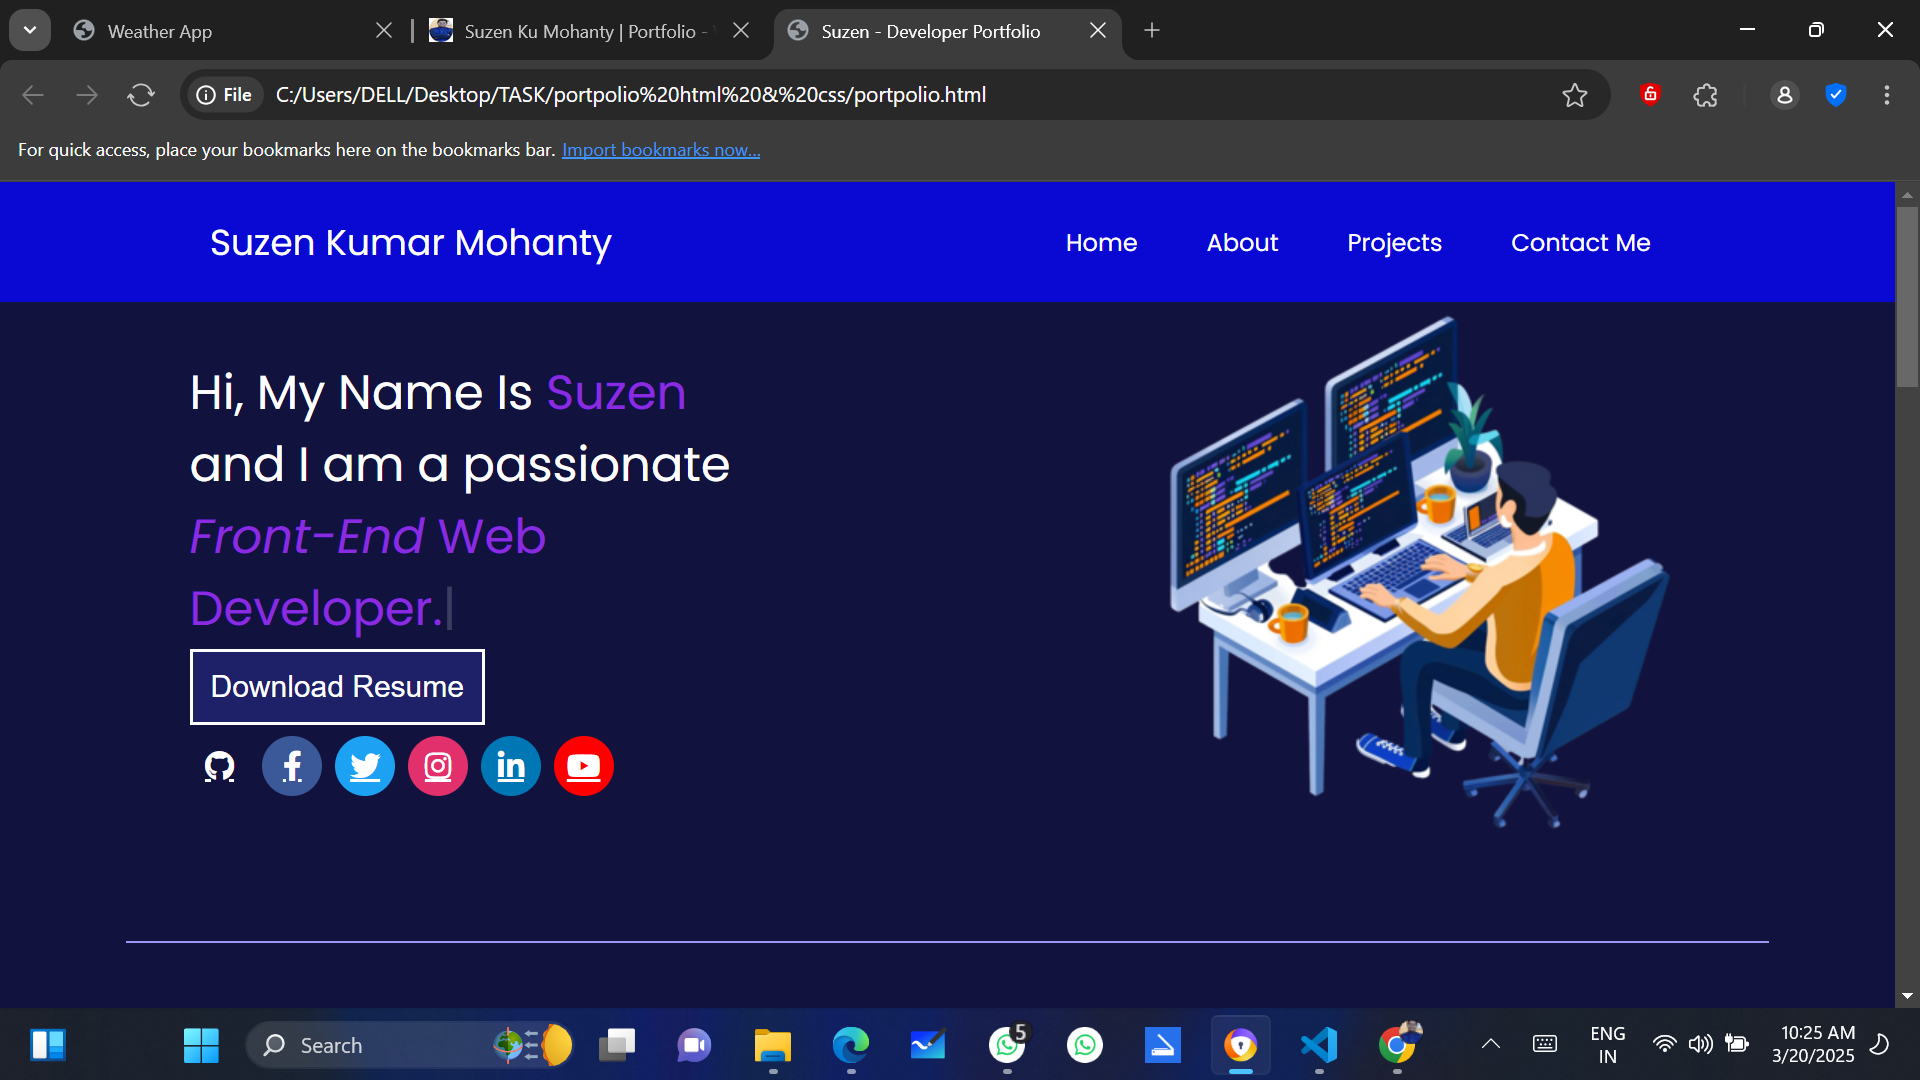 Weather App
Suzen Ku Mohanty | Portfolio -
Suzen - Developer Portfolio
File
C:/Users/DELL/Desktop/TASK/portpolio%20html%20&%20css/portpolio.html
For quick access, place your bookmarks here on the bookmarks bar. Import bookmarks now...
Suzen Kumar Mohanty
Home
About
Projects
Contact Me
Hi, My Name Is Suzen
and I am a passionate
Front-End Web
Developer.|
Download Resume
Search
5
ENG
IN
10:25 AM
3/20/2025